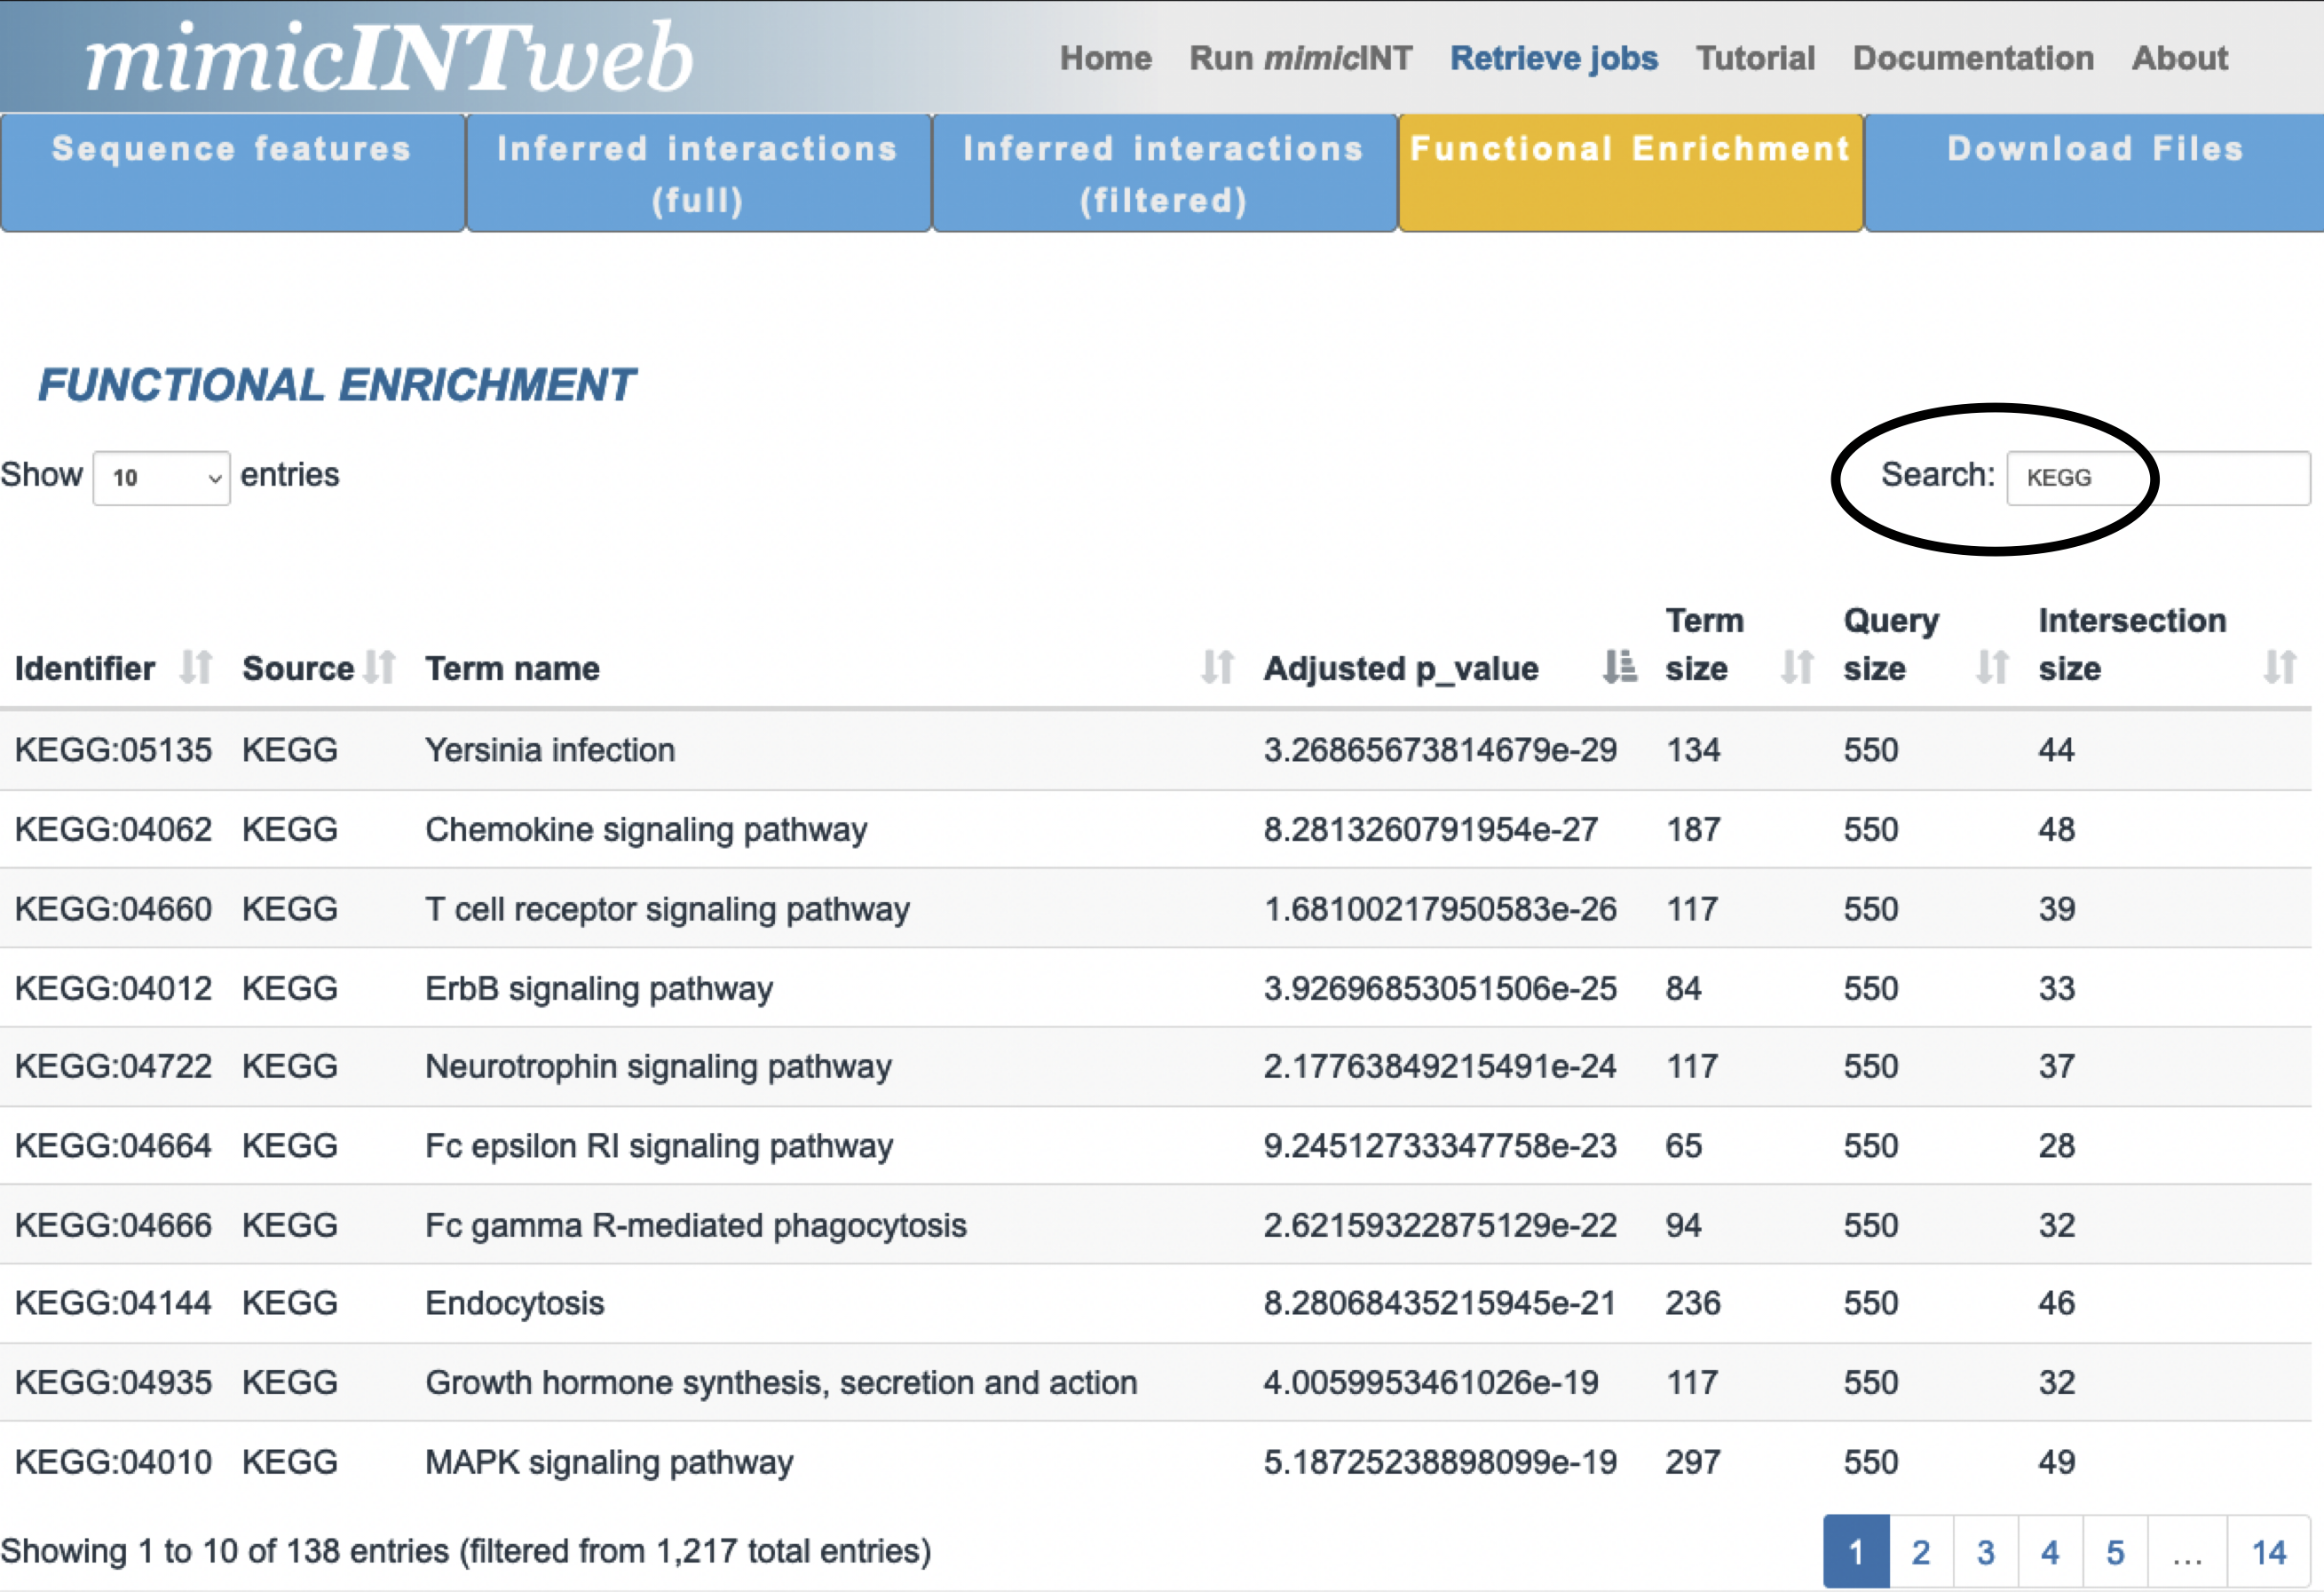 mimicINTweb
Home Run mimicINT Retrieve jobs Tutorial Documentation About
Sequence features
Inferred interactions
(full)
Inferred interactions
(filtered)
Functional Enrichment
Download Files
FUNCTIONAL ENRICHMENT
Show 10 entries
Search: KEGG
Identifier Source Term name Adjusted p_value Term size Query size Intersection size
KEGG:05135 KEGG Yersinia infection 3.26865673814679e-29 134 550 44
KEGG:04062 KEGG Chemokine signaling pathway 8.2813260791954e-27 187 550 48
KEGG:04660 KEGG T cell receptor signaling pathway 1.68100217950583e-26 117 550 39
KEGG:04012 KEGG ErbB signaling pathway 3.92696853051506e-25 84 550 33
KEGG:04722 KEGG Neurotrophin signaling pathway 2.17763849215491e-24 117 550 37
KEGG:04664 KEGG Fc epsilon RI signaling pathway 9.24512733347758e-23 65 550 28
KEGG:04666 KEGG Fc gamma R-mediated phagocytosis 2.62159322875129e-22 94 550 32
KEGG:04144 KEGG Endocytosis 8.28068435215945e-21 236 550 46
KEGG:04935 KEGG Growth hormone synthesis, secretion and action 4.0059953461026e-19 117 550 32
KEGG:04010 KEGG MAPK signaling pathway 5.18725238898099e-19 297 550 49
Showing 1 to 10 of 138 entries (filtered from 1,217 total entries)
1 2 3 4 5 ... 14